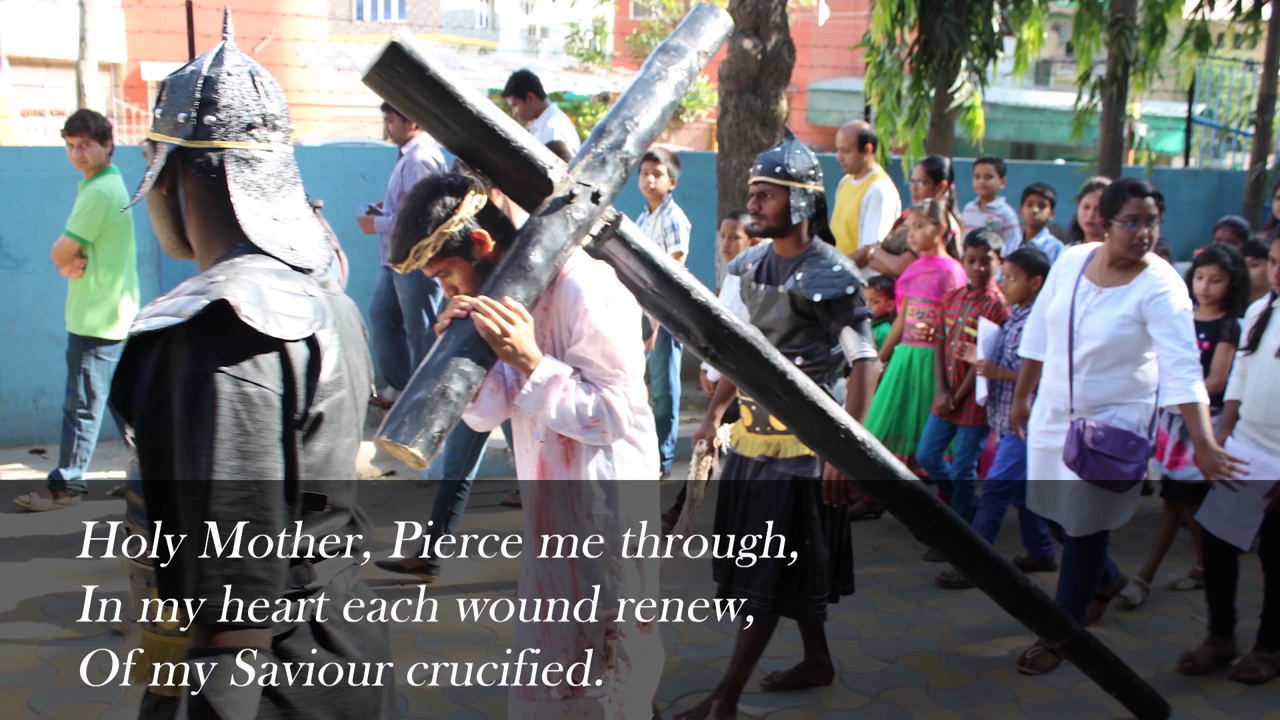 Holy Mother, Pierce me through,
In my heart each wound renew,
Of my Saviour crucified.